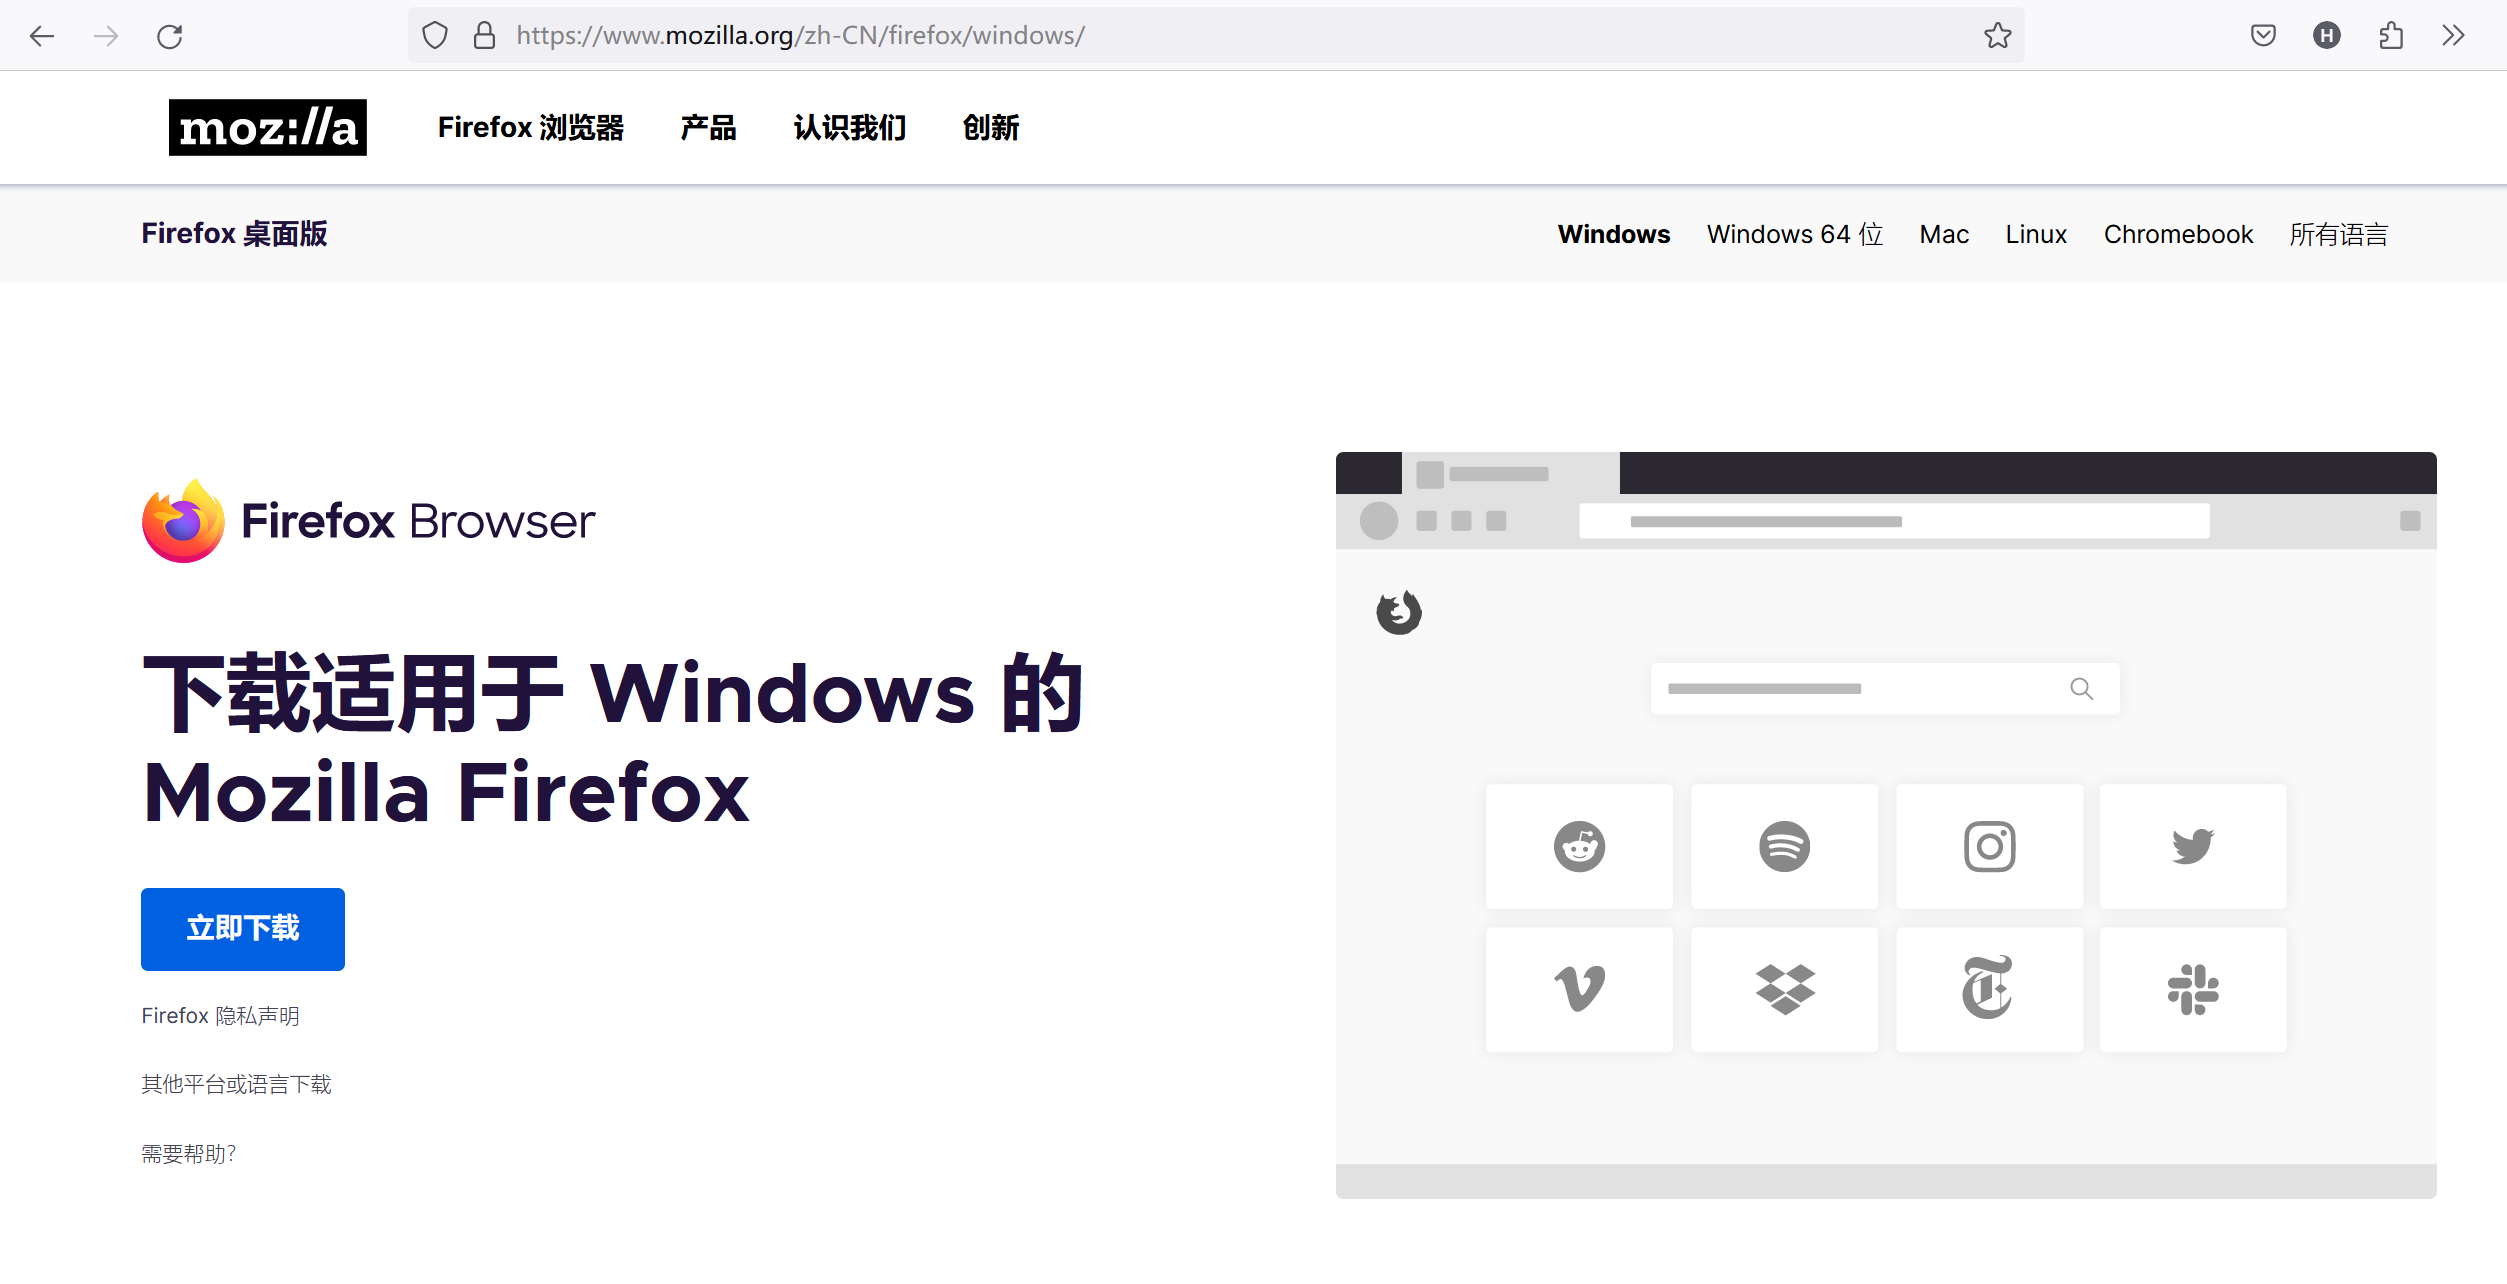 https://www.mozilla.org/zh-CN/firefox/windows/
H
moz://a
Firefox 浏览器 产品 认识我们 创新
Firefox 桌面版
Windows Windows 64 位 Mac Linux Chromebook 所有语言
Firefox Browser
下载适用于 Windows 的
Mozilla Firefox
立即下载
Firefox 隐私声明
其他平台或语言下载
需要帮助?